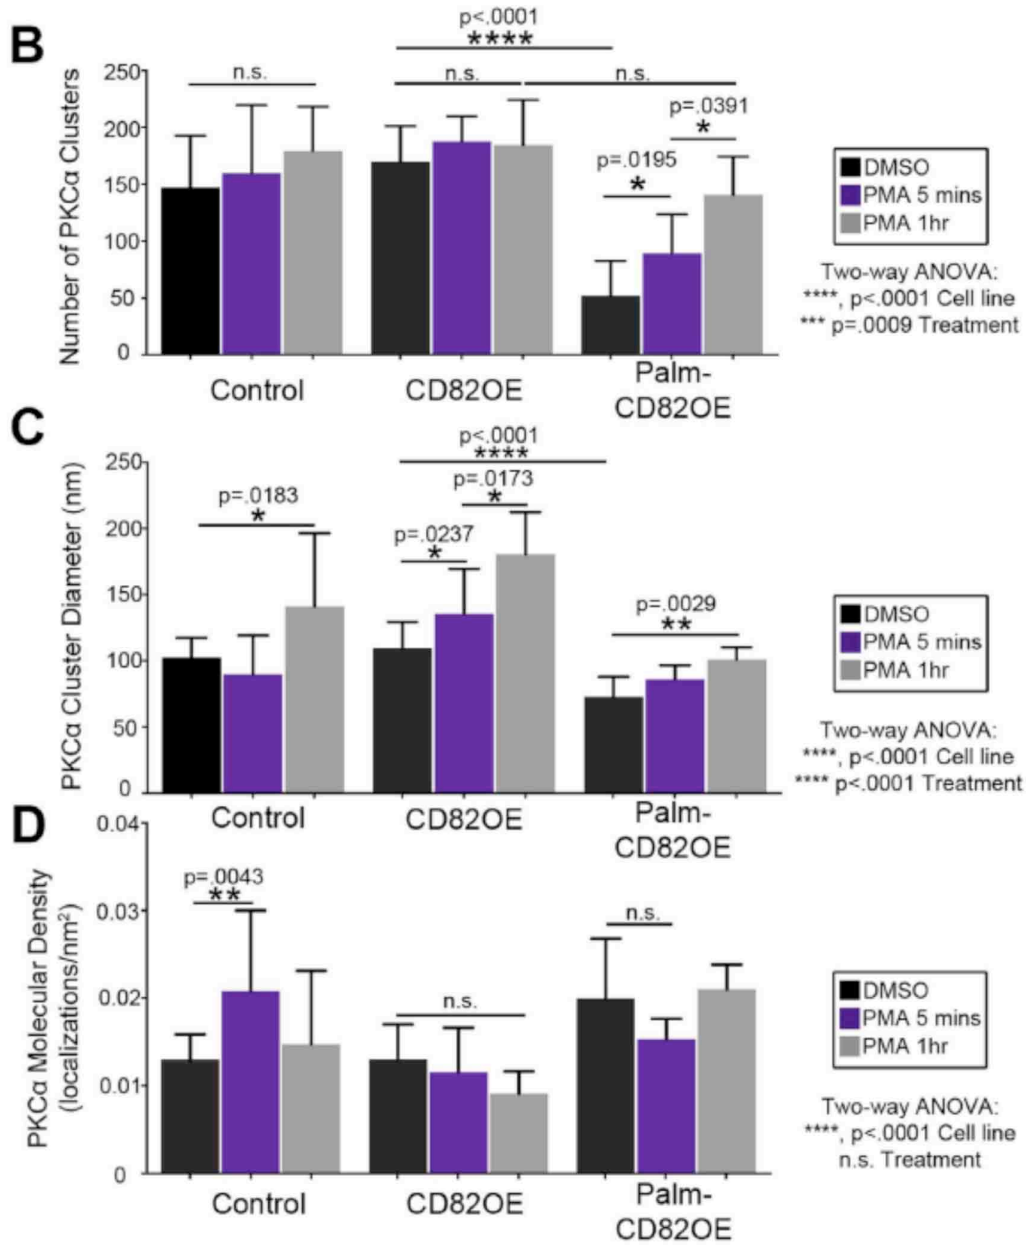 B
p<.0001
****
n.s.
n.s.
n.s.
p=.0391
*
p=.0195
*
Number of PKCα Clusters
250
200
150
100
50
0
Control
CD82OE
Palm-
CD82OE
DMSO
PMA 5 mins
PMA 1hr
Two-way ANOVA:
****, p<.0001 Cell line
*** p=.0009 Treatment
C
p<.0001
****
p=.0183
*
p=.0173
*
p=.0237
*
p=.0029
**
PKCα Cluster Diameter (nm)
250
200
150
100
50
0
Control
CD82OE
Palm-
CD82OE
DMSO
PMA 5 mins
PMA 1hr
Two-way ANOVA:
****, p<.0001 Cell line
**** p<.0001 Treatment
D
p=.0043
**
n.s.
n.s.
PKCα Molecular Density
(localizations/nm²)
0.04
0.03
0.02
0.01
0
Control
CD82OE
Palm-
CD82OE
DMSO
PMA 5 mins
PMA 1hr
Two-way ANOVA:
****, p<.0001 Cell line
n.s. Treatment